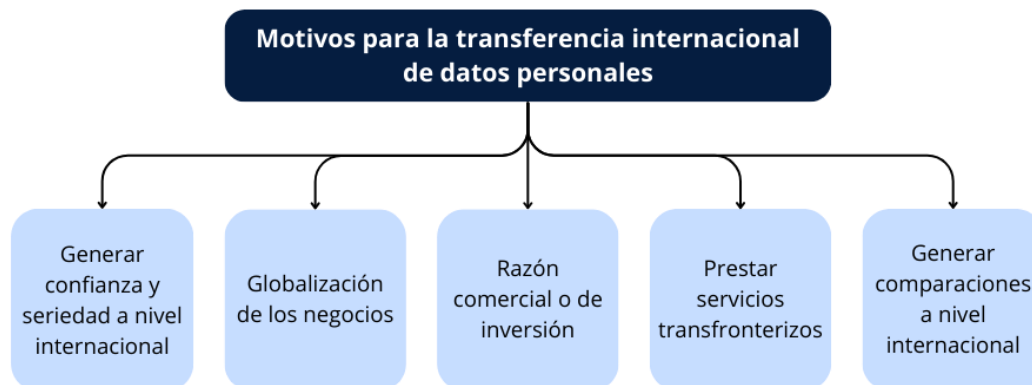 Motivos para la transferencia internacional
de datos personales
Generar
confianza y
seriedad a nivel
internacional
Globalización
de los negocios
Razón
comercial o de
inversión
Prestar
servicios
transfronterizos
Generar
comparaciones
a nivel
internacional